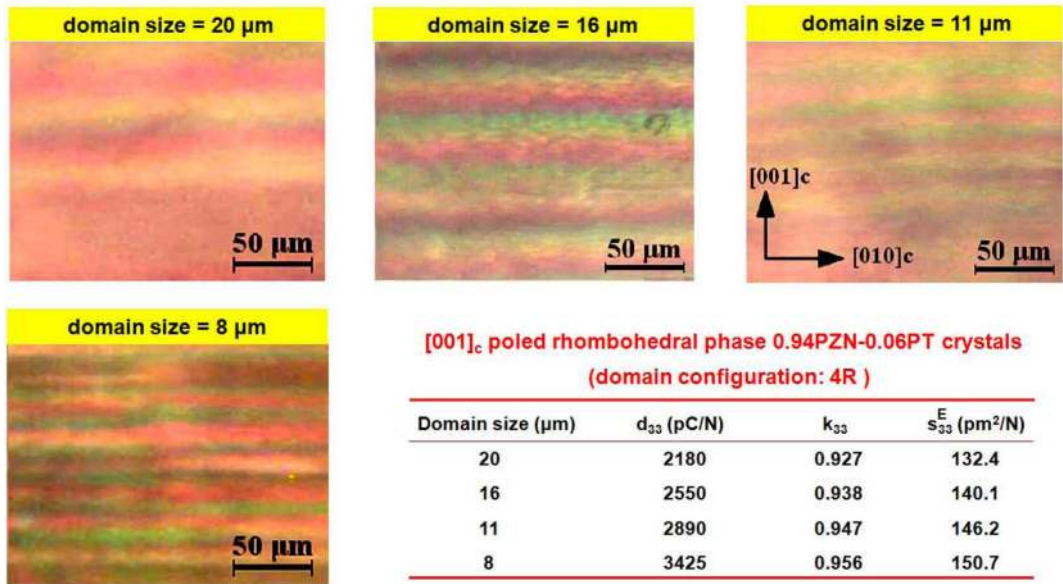 domain size = 20 µm
domain size = 16 µm
domain size = 11 µm
50 µm
50 µm
[001]c
[010]c
50 µm
domain size = 8 µm
50 µm
[001]c poled rhombohedral phase 0.94PZN-0.06PT crystals
(domain configuration: 4R )
Domain size (µm) d33 (pC/N) k33 s33E (pm2/N)
20 2180 0.927 132.4
16 2550 0.938 140.1
11 2890 0.947 146.2
8 3425 0.956 150.7